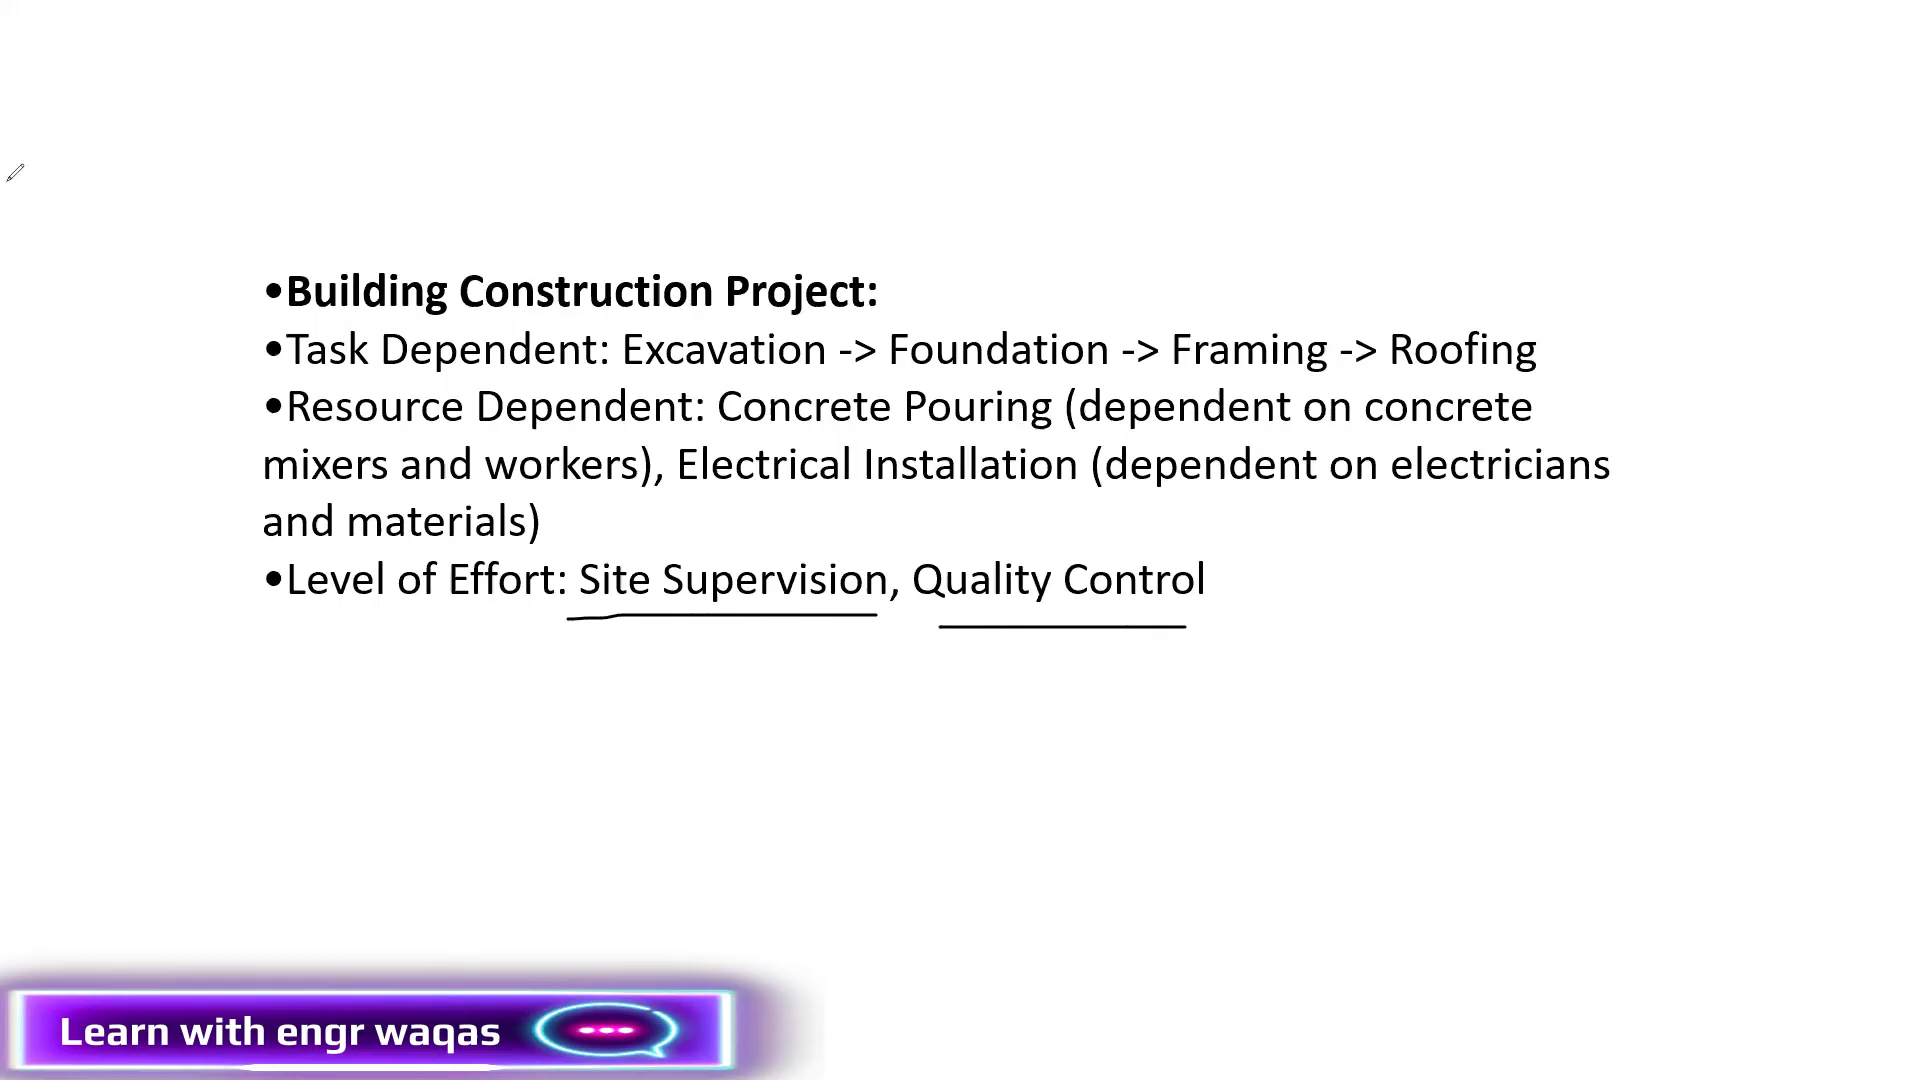 •Building Construction Project:
•Task Dependent: Excavation -> Foundation -> Framing -> Roofing
•Resource Dependent: Concrete Pouring (dependent on concrete
mixers and workers), Electrical Installation (dependent on electricians
and materials)
•Level of Effort: Site Supervision, Quality Control
Learn with engr waqas